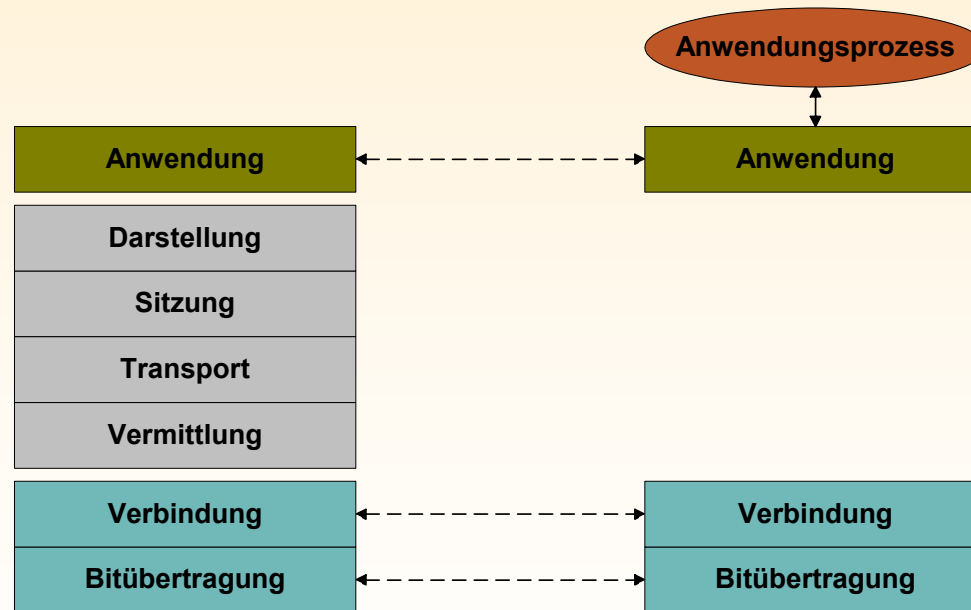 Anwendungsprozess
Anwendung
Anwendung
Darstellung
Sitzung
Transport
Vermittlung
Verbindung
Verbindung
Bitübertragung
Bitübertragung